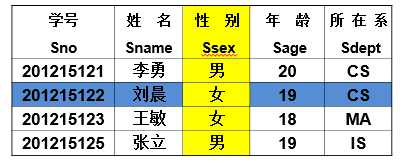 学号 姓 名 性 别 年 龄 所 在 系
Sno Sname Ssex Sage Sdept
201215121 李勇 男 20 CS
201215122 刘晨 女 19 CS
201215123 王敏 女 18 MA
201215125 张立 男 19 IS